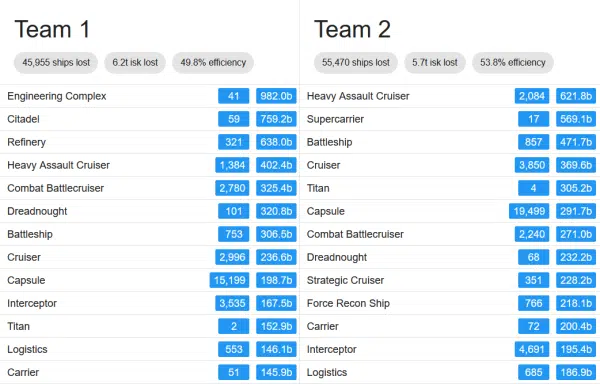 Team 1
45,955 ships lost 6.2t isk lost 49.8% efficiency
Engineering Complex 41 982.0b
Citadel 59 759.2b
Refinery 321 638.0b
Heavy Assault Cruiser 1,384 402.4b
Combat Battlecruiser 2,780 325.4b
Dreadnought 101 320.8b
Battleship 753 306.5b
Cruiser 2,996 236.6b
Capsule 15,199 198.7b
Interceptor 3,535 167.5b
Titan 2 152.9b
Logistics 553 146.1b
Carrier 51 145.9b
Team 2
55,470 ships lost 5.7t isk lost 53.8% efficiency
Heavy Assault Cruiser 2,084 621.8b
Supercarrier 17 569.1b
Battleship 857 471.7b
Cruiser 3,850 369.6b
Titan 4 305.2b
Capsule 19,499 291.7b
Combat Battlecruiser 2,240 271.0b
Dreadnought 68 232.2b
Strategic Cruiser 351 228.2b
Force Recon Ship 766 218.1b
Carrier 72 200.4b
Interceptor 4,691 195.4b
Logistics 685 186.9b